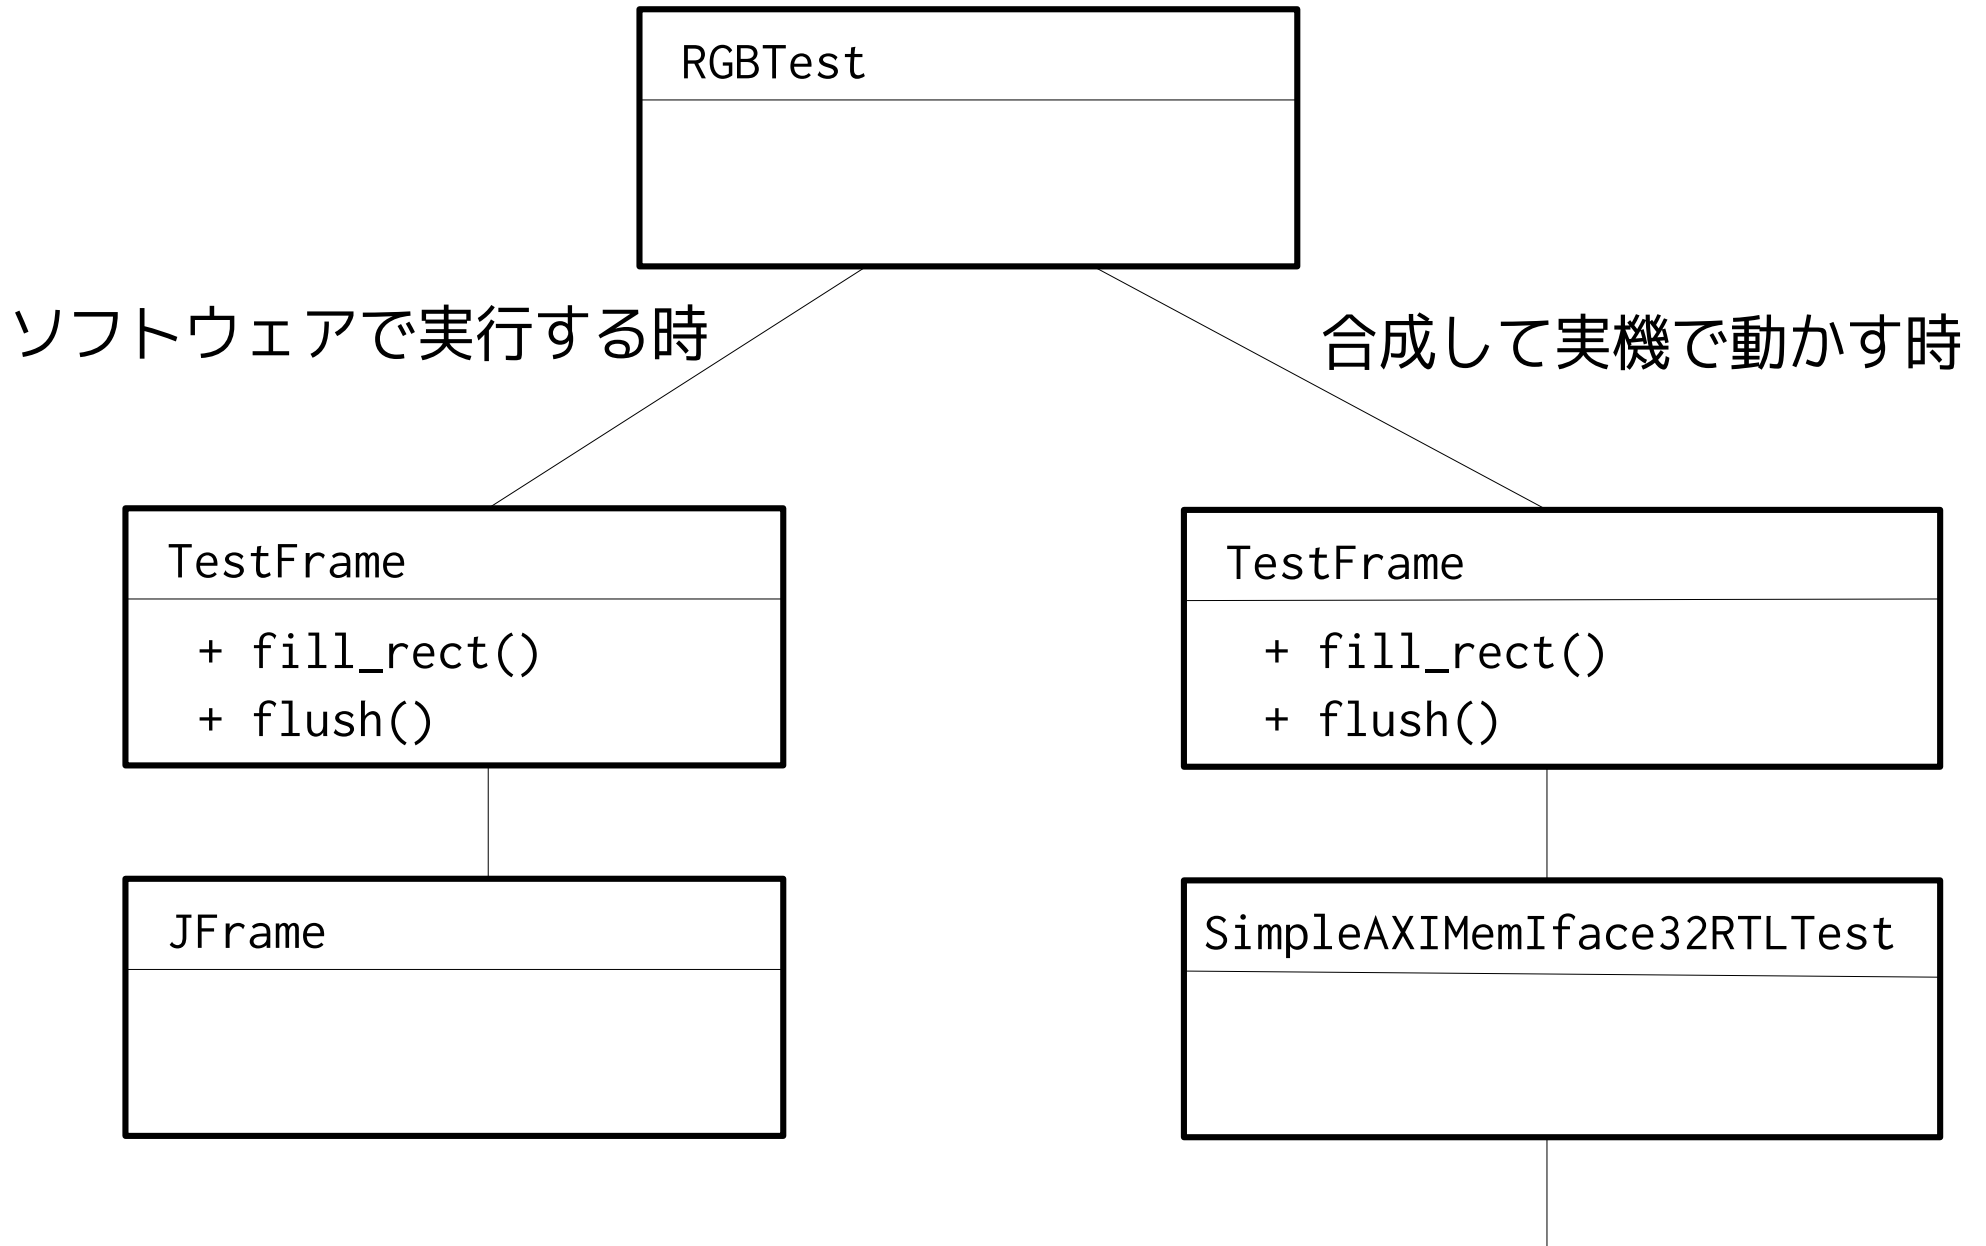 RGBTest
ソフトウェアで実行する時
合成して実機で動かす時
TestFrame
+ fill_rect()
+ flush()
TestFrame
+ fill_rect()
+ flush()
JFrame
SimpleAXIMemIface32RTLTest